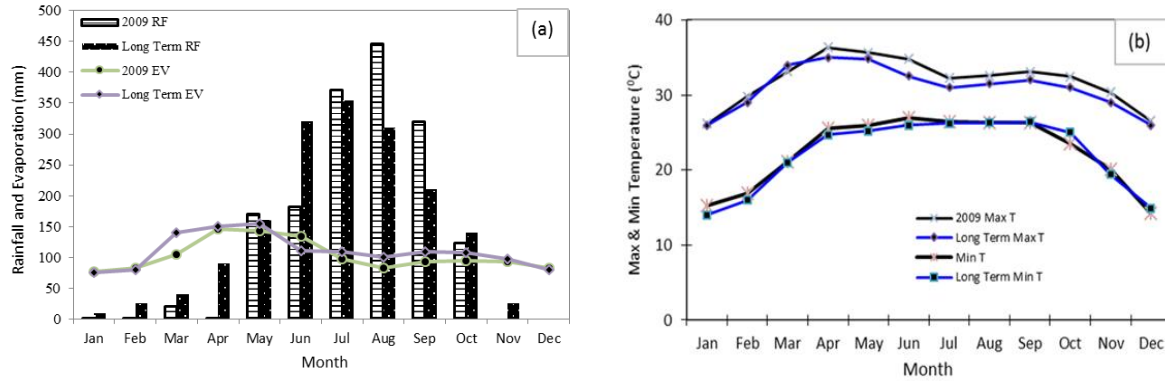 2009 RF
Long Term RF
2009 EV
Long Term EV
(a)
Rainfall and Evaporation (mm)
500
450
400
350
300
250
200
150
100
50
0
Jan Feb Mar Apr May Jun Jul Aug Sep Oct Nov Dec
Month
(b)
Max & Min Temperature (⁰C)
40
30
20
10
0
2009 Max T
Long Term Max T
Min T
Long Term Min T
Jan Feb Mar Apr May Jun Jul Aug Sep Oct Nov Dec
Month